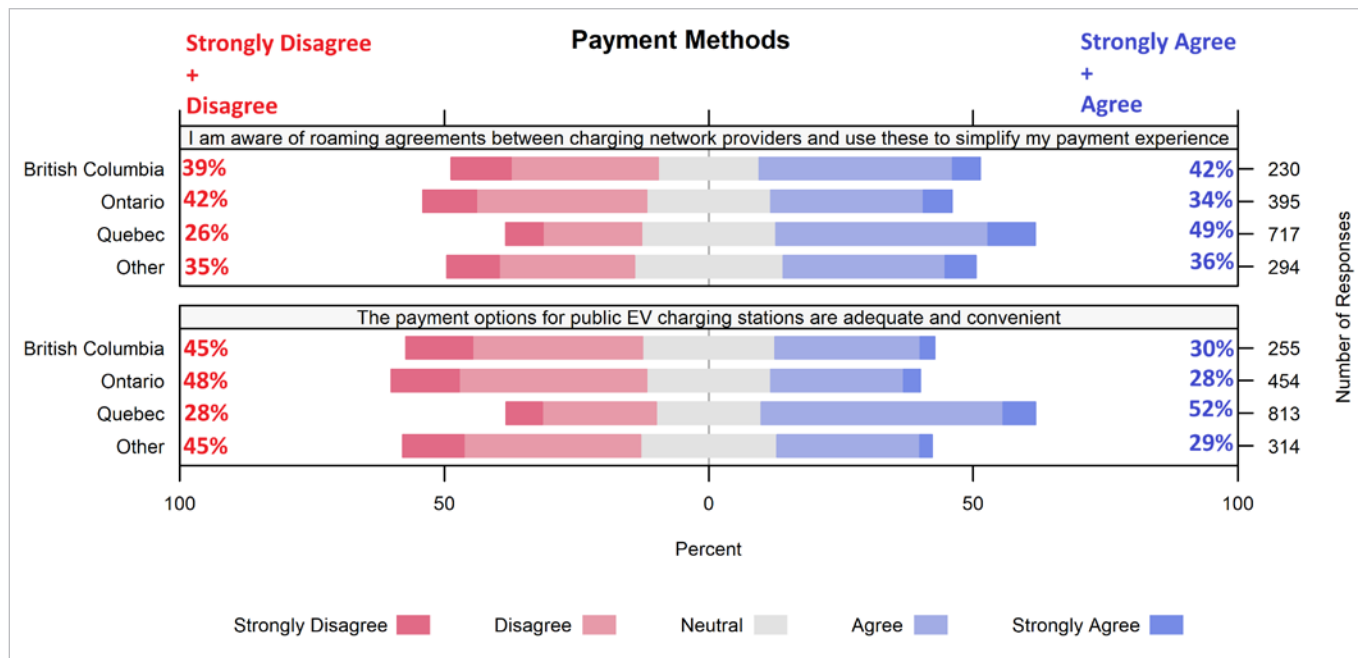 Payment Methods
Strongly Disagree
+
Disagree
Strongly Agree
+
Agree
I am aware of roaming agreements between charging network providers and use these to simplify my payment experience
British Columbia 39% 42% 230
Ontario 42% 34% 395
Quebec 26% 49% 717
Other 35% 36% 294
The payment options for public EV charging stations are adequate and convenient
British Columbia 45% 30% 255
Ontario 48% 28% 454
Quebec 28% 52% 813
Other 45% 29% 314
Number of Responses
100 50 0 50 100
Percent
Strongly Disagree Disagree Neutral Agree Strongly Agree